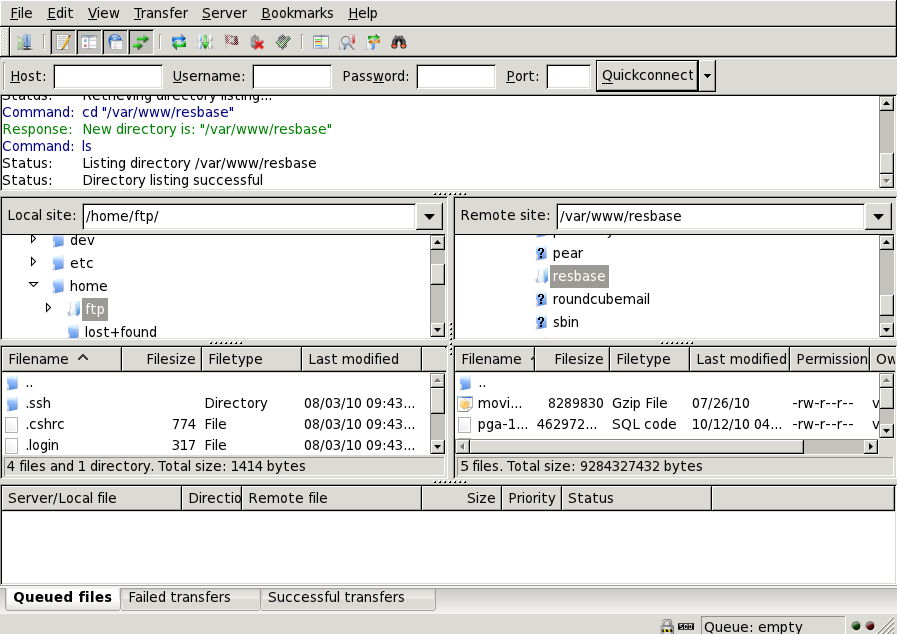 File Edit View Transfer Server Bookmarks Help
Host: Username: Password: Port: Quickconnect
Status: Retrieving directory listing...
Command: cd "/var/www/resbase"
Response: New directory is: "/var/www/resbase"
Command: ls
Status: Listing directory /var/www/resbase
Status: Directory listing successful
Local site: /home/ftp/
dev
etc
home
ftp
lost+found
Remote site: /var/www/resbase
pear
resbase
roundcubemail
sbin
Filename Filesize Filetype Last modified
..
.ssh Directory 08/03/10 09:43...
.cshrc 774 File 08/03/10 09:43...
.login 317 File 08/03/10 09:43...
4 files and 1 directory. Total size: 1414 bytes
Filename Filesize Filetype Last modified Permission Ow
..
movi... 8289830 Gzip File 07/26/10 -rw-r--r-- v
pga-1... 462972... SQL code 10/12/10 04... -rw-r--r-- v
5 files. Total size: 9284327432 bytes
Server/Local file Directio Remote file Size Priority Status
Queued files Failed transfers Successful transfers
Queue: empty